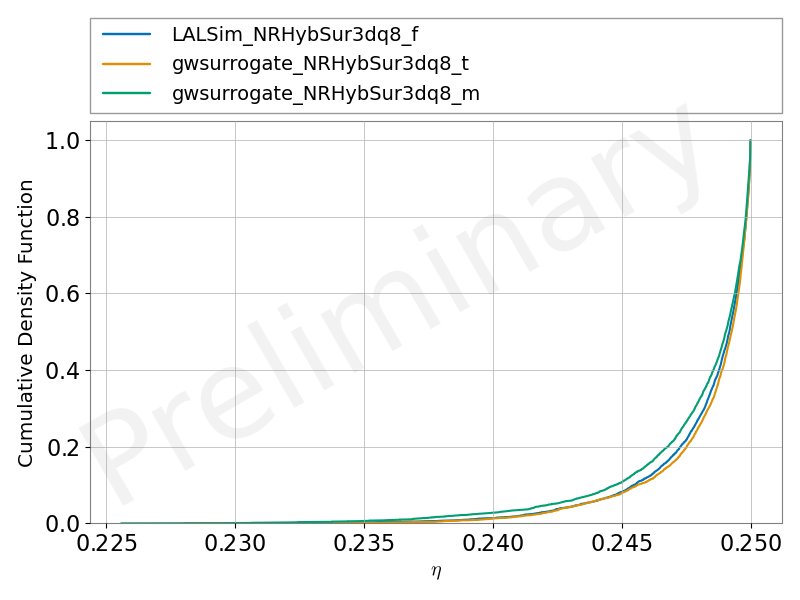 LALSim_NRHybSur3dq8_f
gwsurrogate_NRHybSur3dq8_t
gwsurrogate_NRHybSur3dq8_m
Preliminary
Cumulative Density Function
1.0
0.8
0.6
0.4
0.2
0.0
0.225 0.230 0.235 0.240 0.245 0.250
η